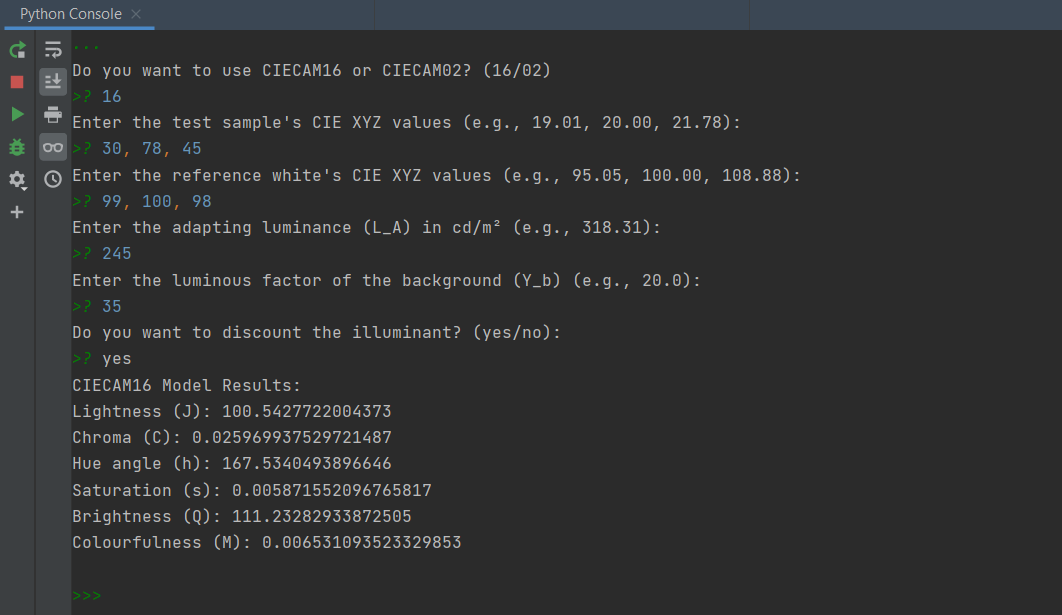 Python Console
...
Do you want to use CIECAM16 or CIECAM02? (16/02)
>? 16
Enter the test sample's CIE XYZ values (e.g., 19.01, 20.00, 21.78):
>? 30, 78, 45
Enter the reference white's CIE XYZ values (e.g., 95.05, 100.00, 108.88):
>? 99, 100, 98
Enter the adapting luminance (L_A) in cd/m² (e.g., 318.31):
>? 245
Enter the luminous factor of the background (Y_b) (e.g., 20.0):
>? 35
Do you want to discount the illuminant? (yes/no):
>? yes
CIECAM16 Model Results:
Lightness (J): 100.5427722004373
Chroma (C): 0.025969937529721487
Hue angle (h): 167.5340493896646
Saturation (s): 0.005871552096765817
Brightness (Q): 111.23282933872505
Colourfulness (M): 0.006531093523329853
>>>